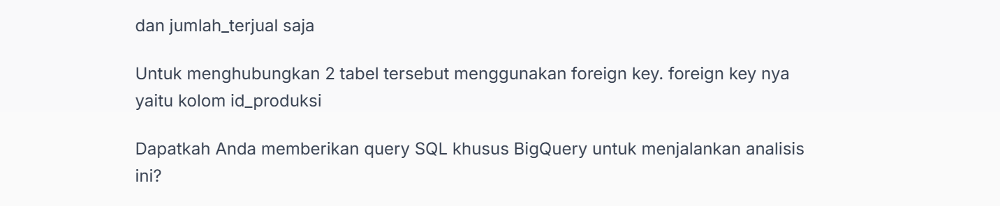 dan jumlah_terjual saja
Untuk menghubungkan 2 tabel tersebut menggunakan foreign key. foreign key nya
yaitu kolom id_produksi
Dapatkah Anda memberikan query SQL khusus BigQuery untuk menjalankan analisis
ini?